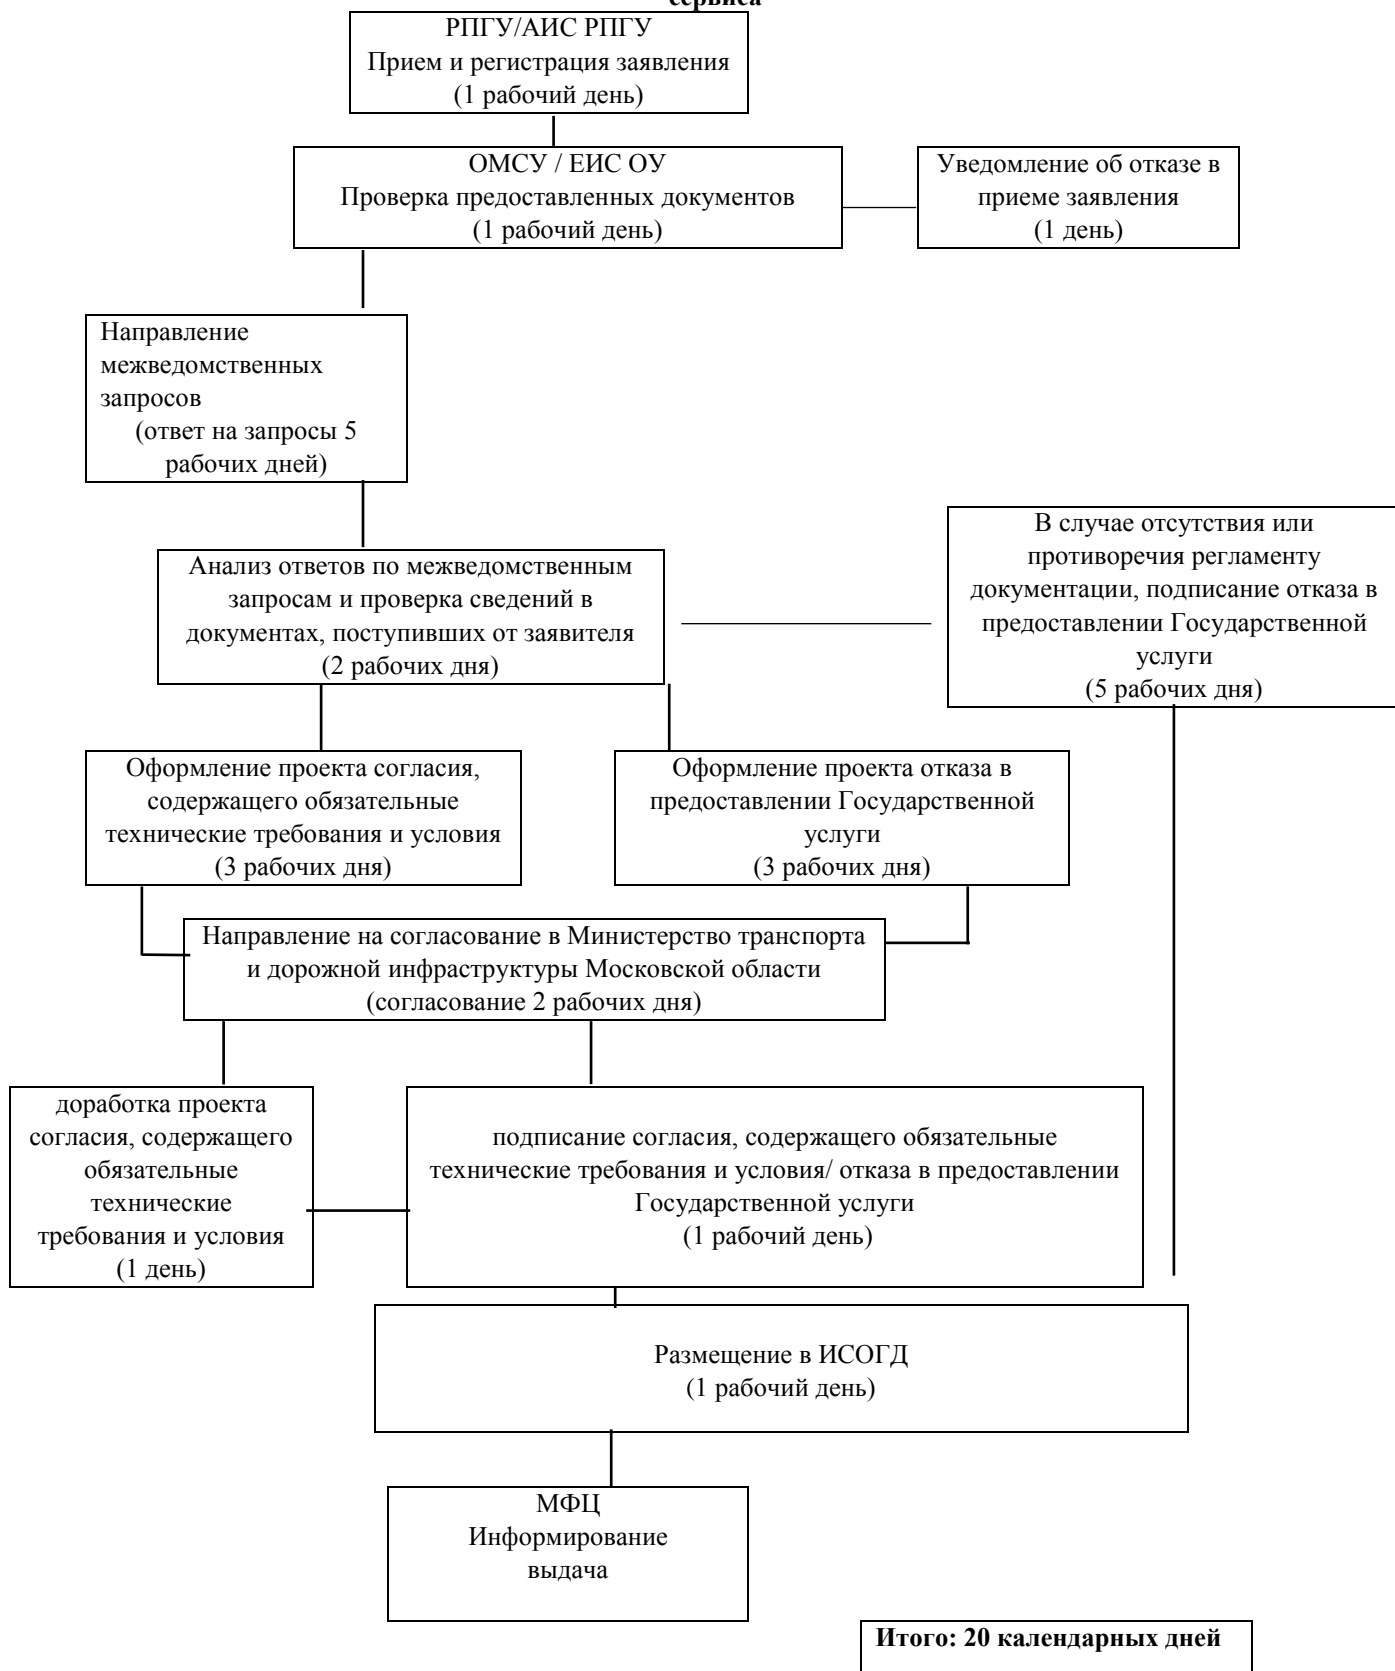 сервиса
РПГУ/АИС РПГУ
Прием и регистрация заявления
(1 рабочий день)
ОМСУ / ЕИС ОУ
Проверка предоставленных документов
(1 рабочий день)
Уведомление об отказе в
приеме заявления
(1 день)
Направление
межведомственных
запросов
(ответ на запросы 5
рабочих дней)
Анализ ответов по межведомственным
запросам и проверка сведений в
документах, поступивших от заявителя
(2 рабочих дня)
В случае отсутствия или
противоречия регламенту
документации, подписание отказа в
предоставлении Государственной
услуги
(5 рабочих дня)
Оформление проекта согласия,
содержащего обязательные
технические требования и условия
(3 рабочих дня)
Оформление проекта отказа в
предоставлении Государственной
услуги
(3 рабочих дня)
Направление на согласование в Министерство транспорта
и дорожной инфраструктуры Московской области
(согласование 2 рабочих дня)
доработка проекта
согласия, содержащего
обязательные
технические
требования и условия
(1 день)
подписание согласия, содержащего обязательные
технические требования и условия/ отказа в предоставлении
Государственной услуги
(1 рабочий день)
Размещение в ИСОГД
(1 рабочий день)
МФЦ
Информирование
выдача
Итого: 20 календарных дней